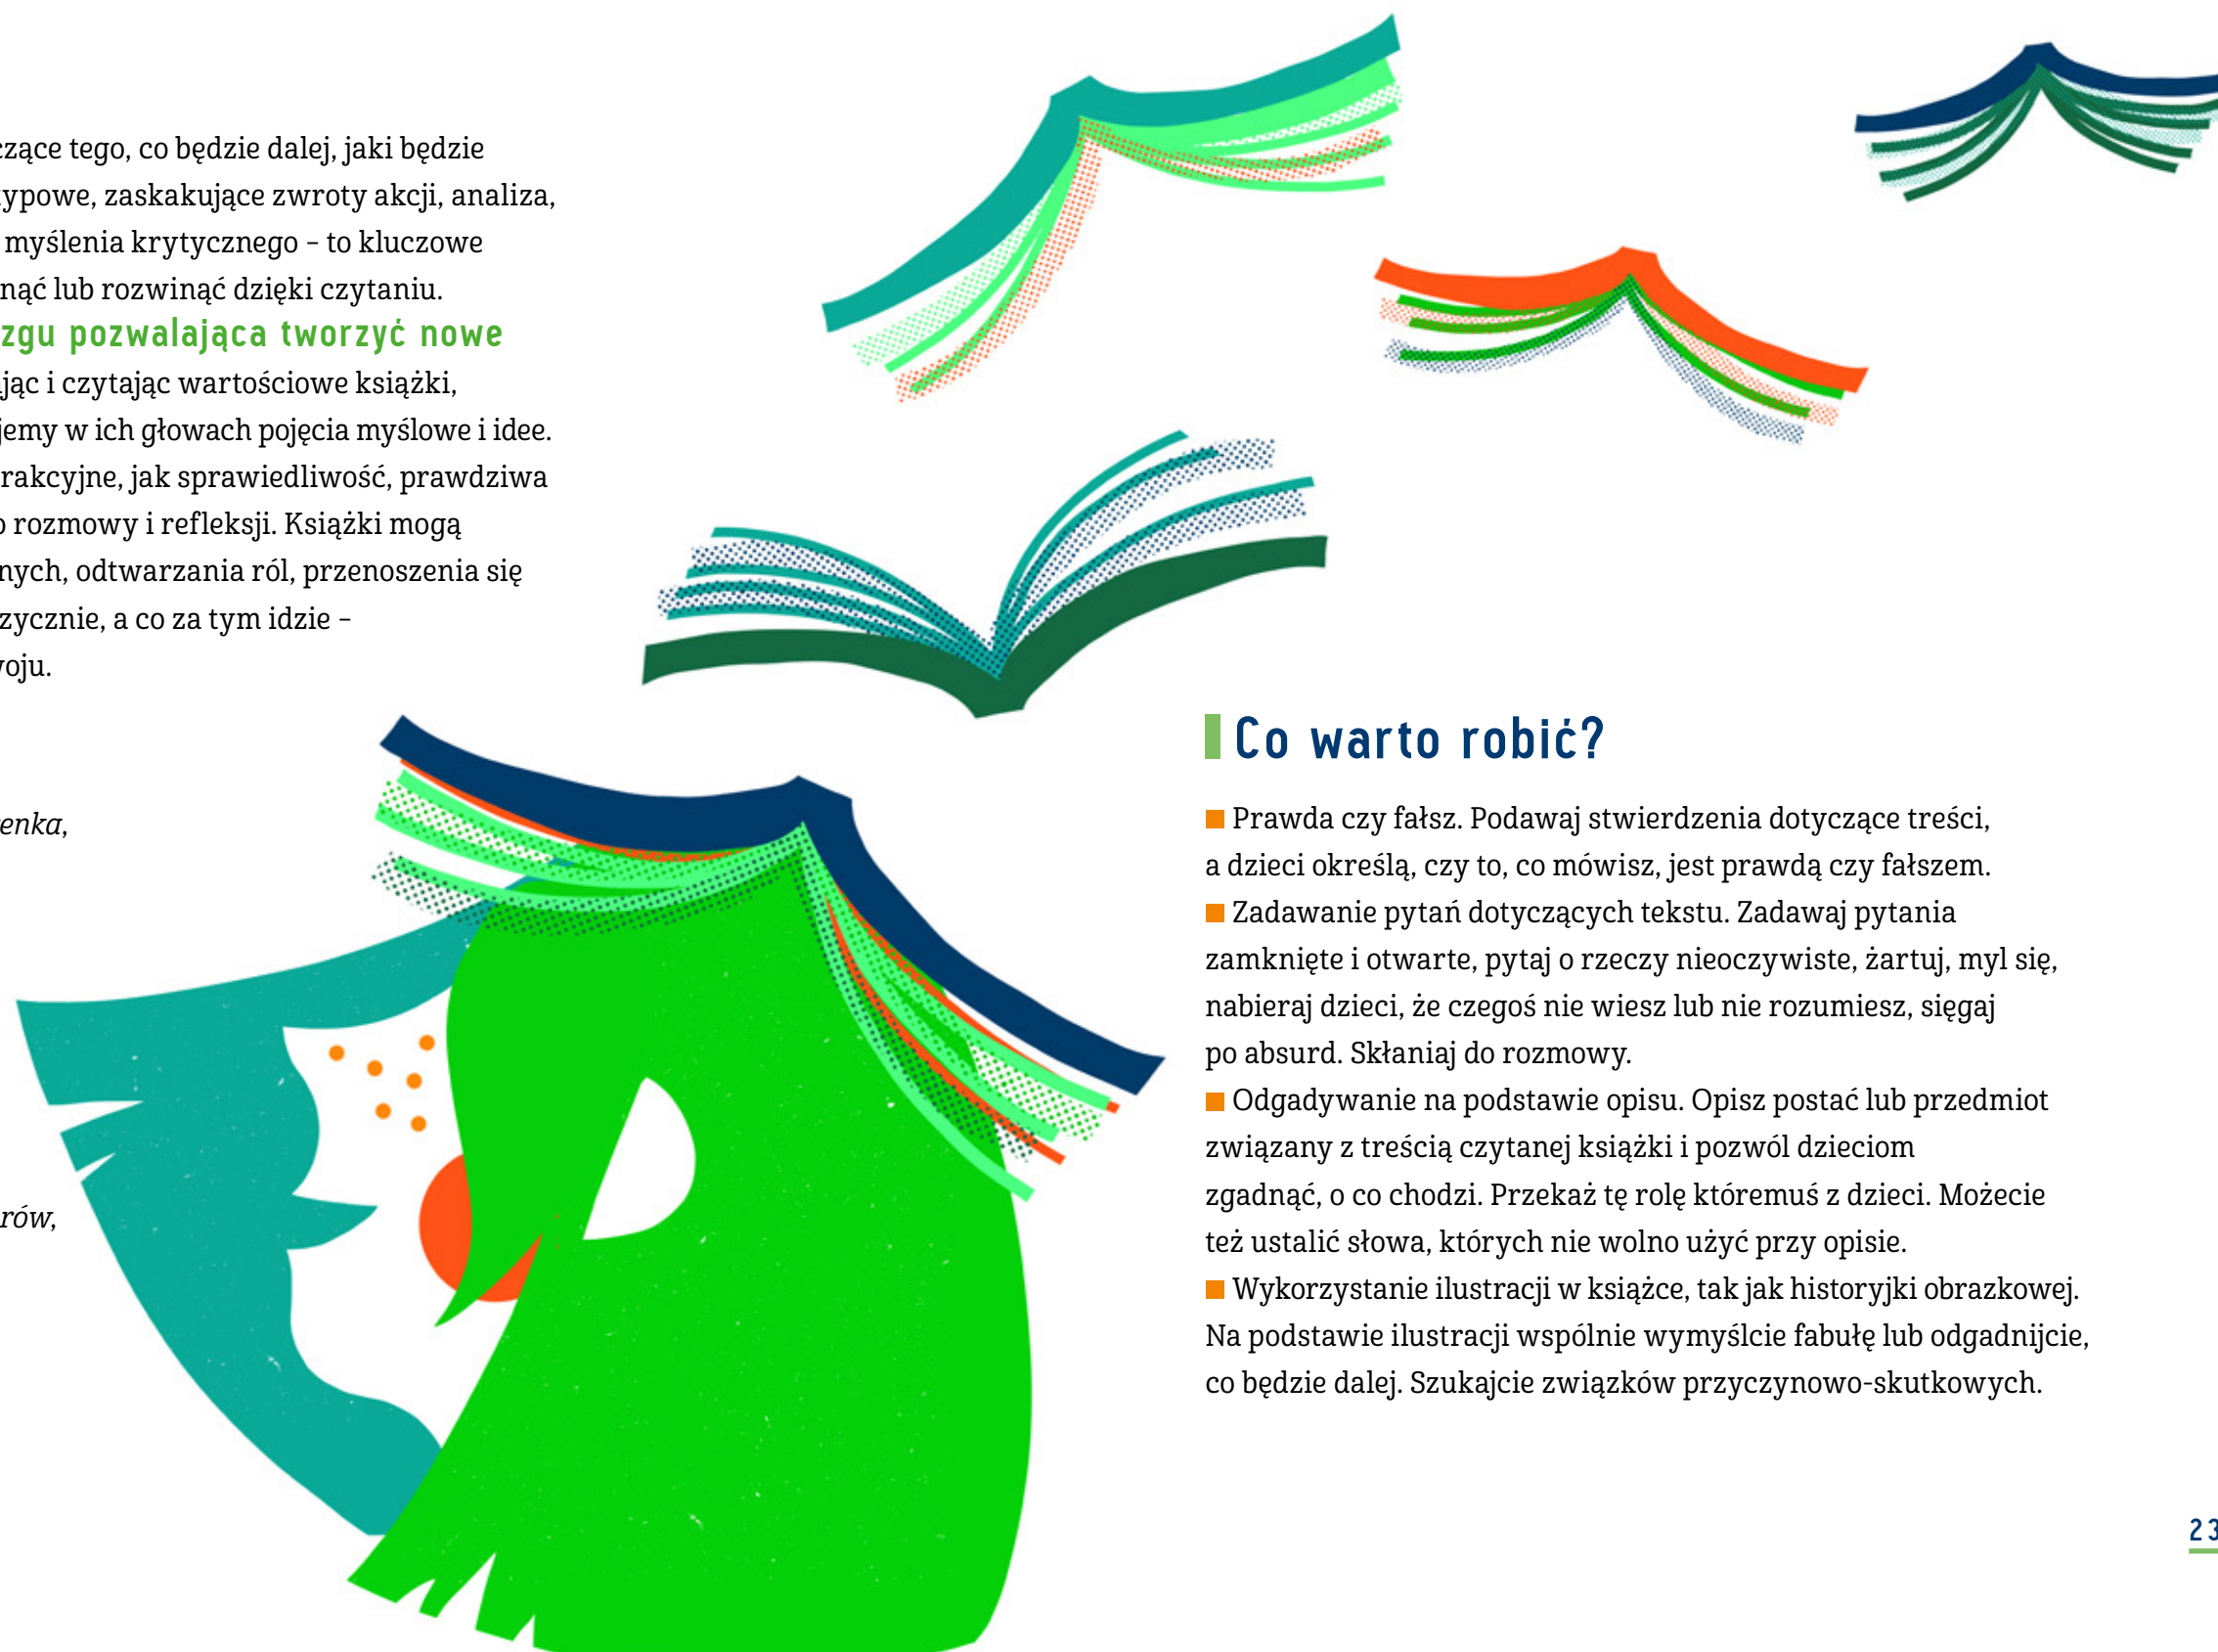 czące tego, co będzie dalej, jaki będzie
typowe, zaskakujące zwroty akcji, analiza,
myślenia krytycznego – to kluczowe
nąć lub rozwinąć dzięki czytaniu.
zgu pozwalająca tworzyć nowe
jąc i czytając wartościowe książki,
jemy w ich głowach pojęcia myślowe i idee.
rakcyjne, jak sprawiedliwość, prawdziwa
o rozmowy i refleksji. Książki mogą
nych, odtwarzania ról, przenoszenia się
zycznie, a co za tym idzie –
woju.
enka,
rów,
Co warto robić?
Prawda czy fałsz. Podawaj stwierdzenia dotyczące treści,
a dzieci określą, czy to, co mówisz, jest prawdą czy fałszem.
Zadawanie pytań dotyczących tekstu. Zadawaj pytania
zamknięte i otwarte, pytaj o rzeczy nieoczywiste, żartuj, myl się,
nabieraj dzieci, że czegoś nie wiesz lub nie rozumiesz, sięgaj
po absurd. Skłaniaj do rozmowy.
Odgadywanie na podstawie opisu. Opisz postać lub przedmiot
związany z treścią czytanej książki i pozwól dzieciom
zgadnąć, o co chodzi. Przekaż tę rolę któremuś z dzieci. Możecie
też ustalić słowa, których nie wolno użyć przy opisie.
Wykorzystanie ilustracji w książce, tak jak historyjki obrazkowej.
Na podstawie ilustracji wspólnie wymyślcie fabułę lub odgadnijcie,
co będzie dalej. Szukajcie związków przyczynowo-skutkowych.
23